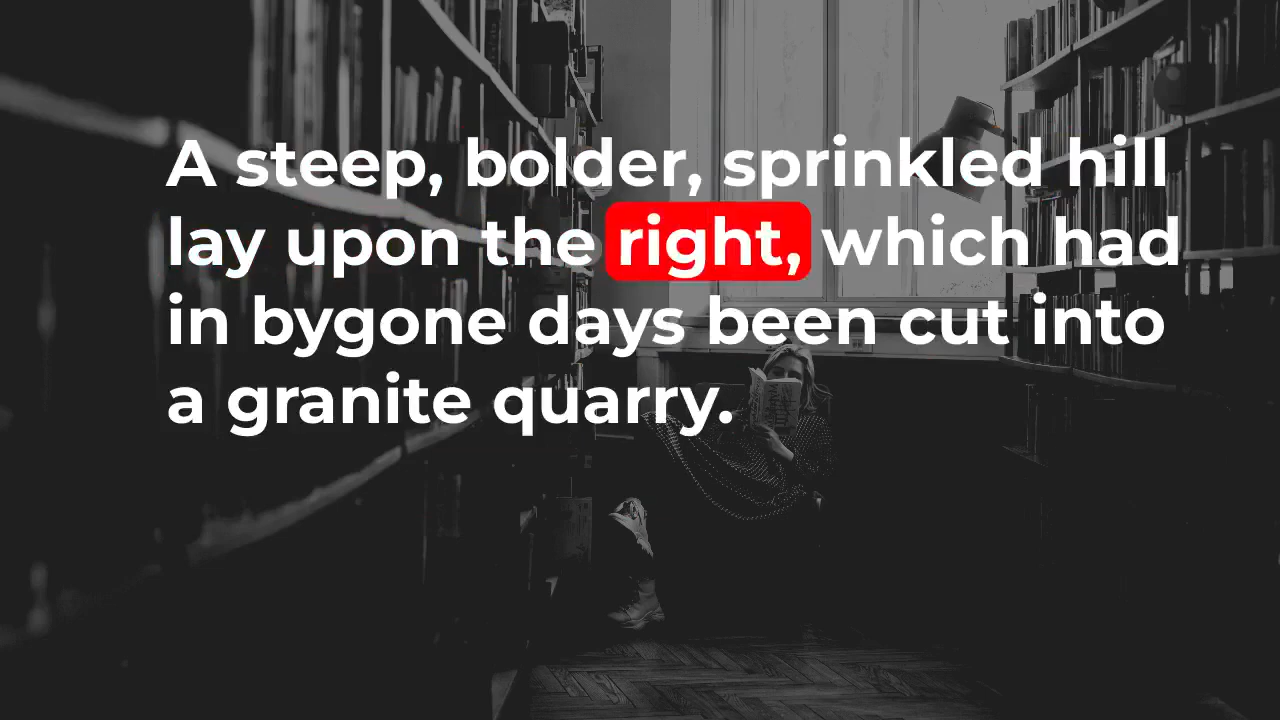 A steep, bolder, sprinkled hill
lay upon the right, which had
in bygone days been cut into
a granite quarry.